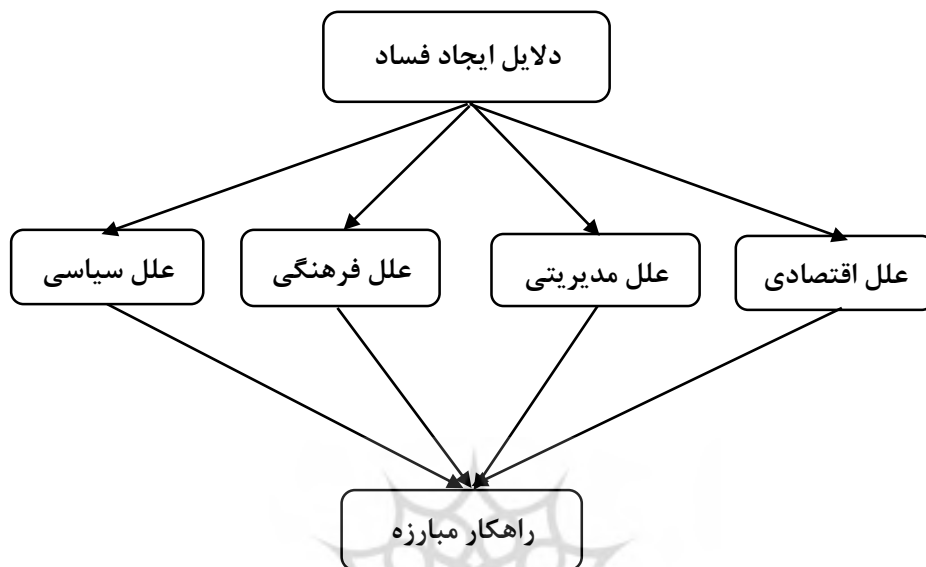 دلایل ایجاد فساد
علل اقتصادی
علل مدیریتی
علل فرهنگی
علل سیاسی
راهکار مبارزه